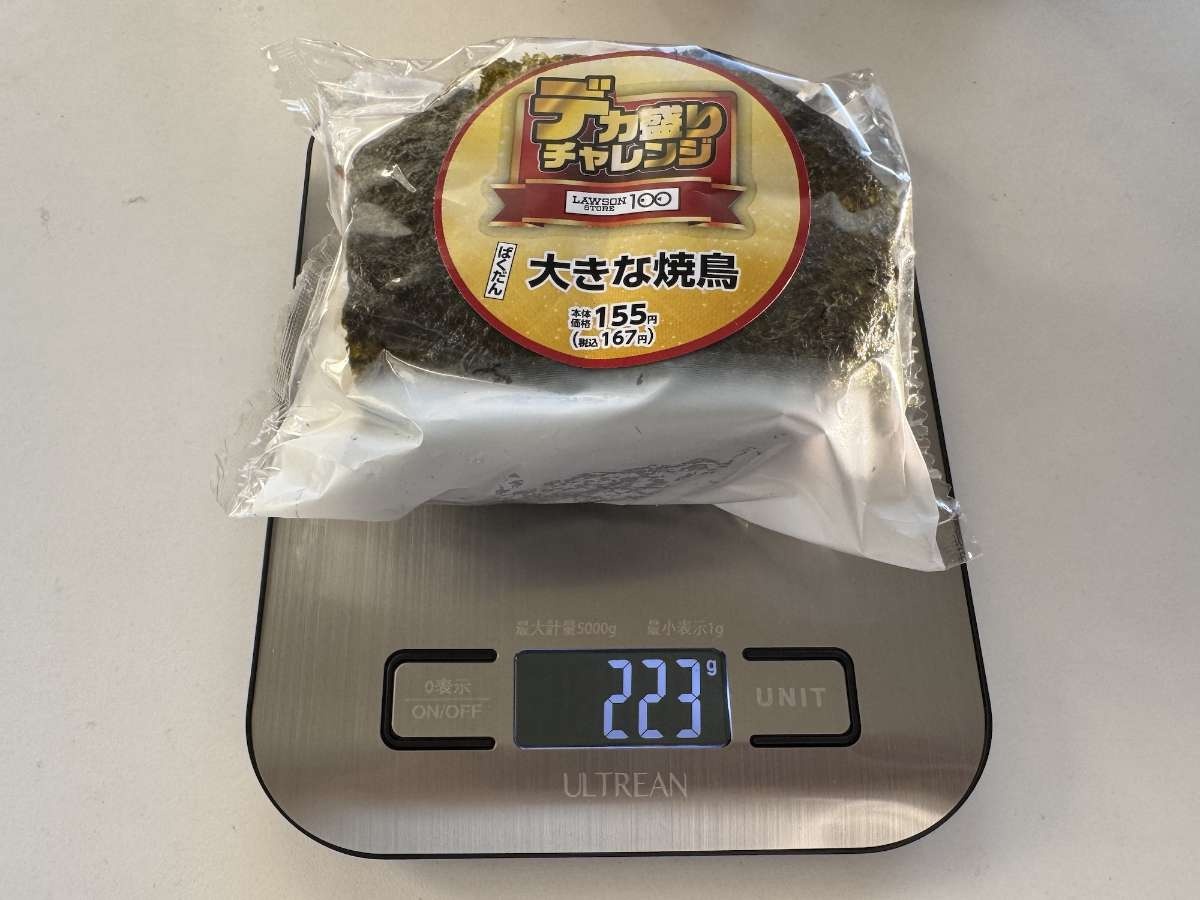 デカ盛り
チャレンジ
LAWSON
STORE 100
ばくだん
大きな焼鳥
本体価格 155円
(税込 167円)
最大計量5000g 最小表示1g
0表示
ON/OFF
223g
UNIT
ULTREAN